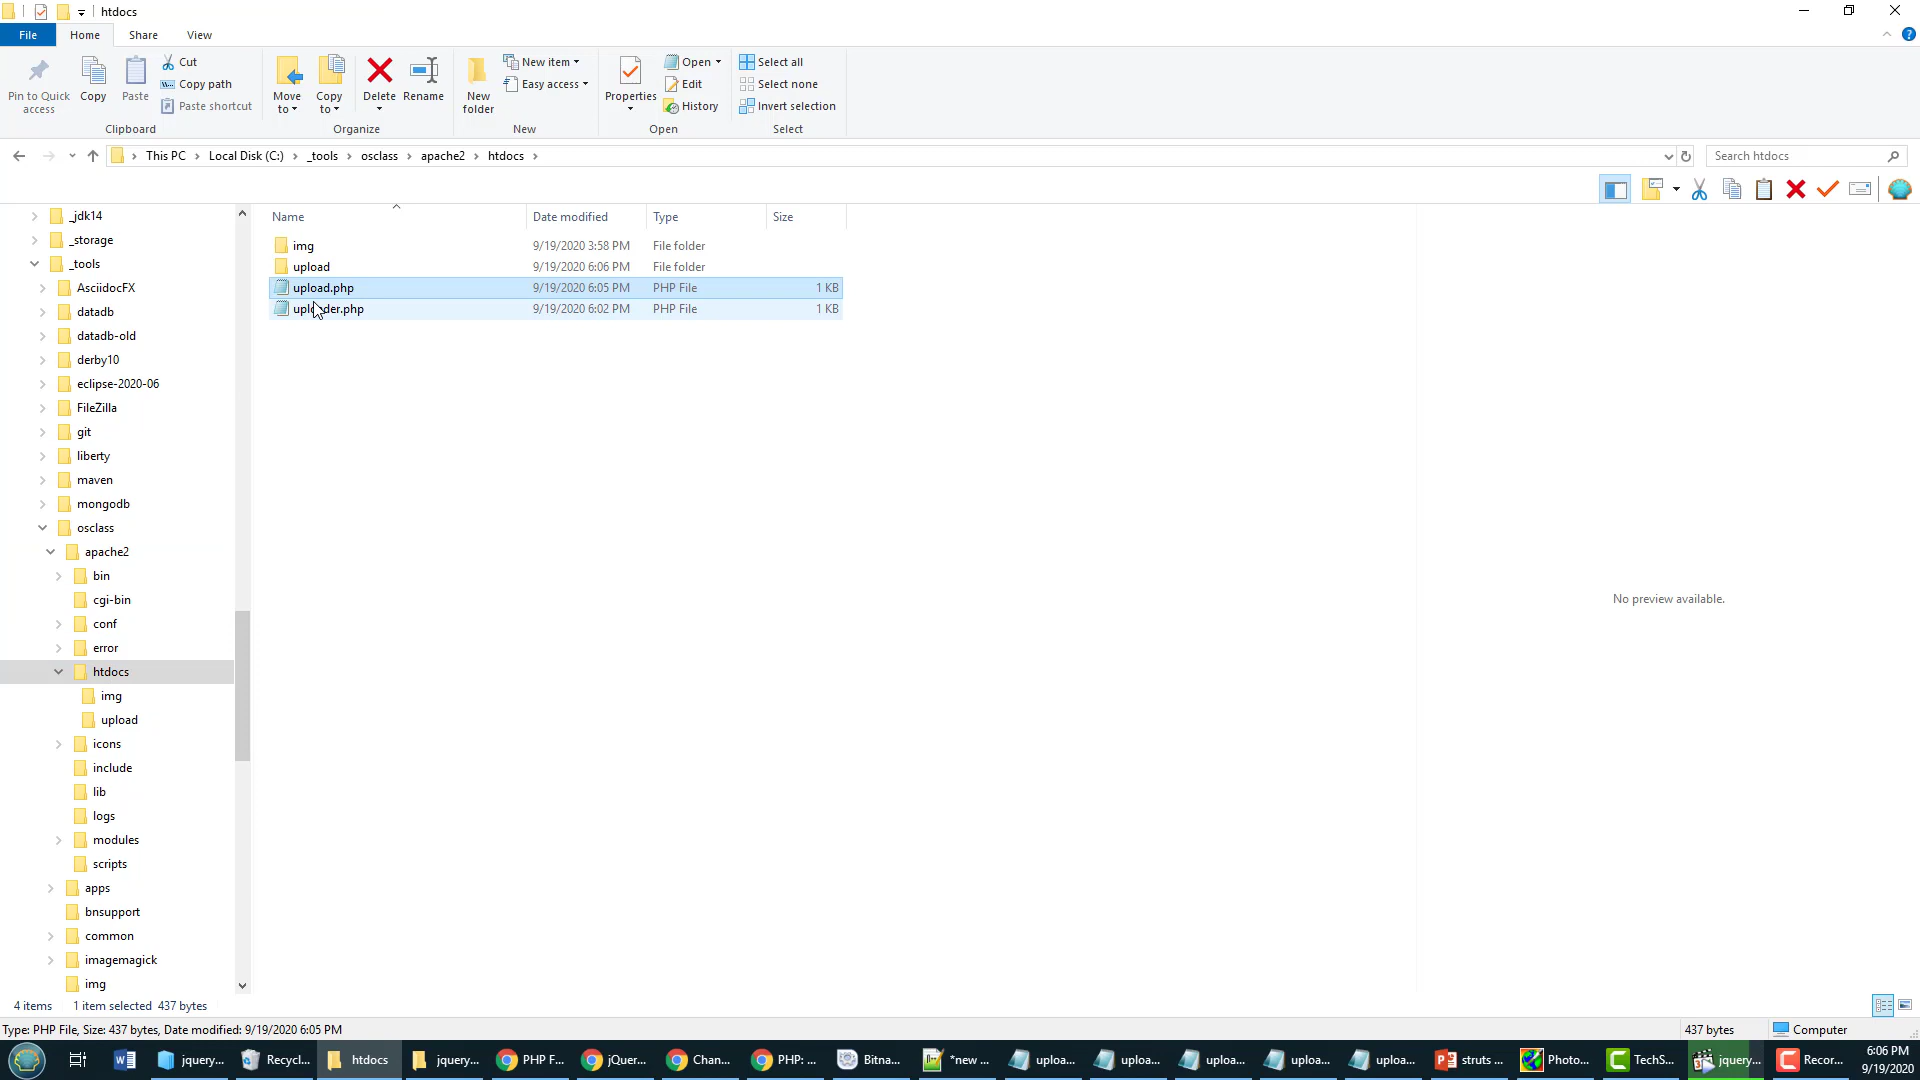 htdocs
File Home Share View
Pin to Quick access
Copy
Paste
Cut
Copy path
Paste shortcut
Clipboard
Move to
Copy to
Delete
Rename
Organize
New folder
New item
Easy access
New
Properties
Open
Edit
History
Open
Select all
Select none
Invert selection
Select
This PC › Local Disk (C:) › _tools › osclass › apache2 › htdocs ›
Search htdocs
Name Date modified Type Size
img 9/19/2020 3:58 PM File folder
upload 9/19/2020 6:06 PM File folder
upload.php 9/19/2020 6:05 PM PHP File 1 KB
uploader.php 9/19/2020 6:02 PM PHP File 1 KB
_jdk14
_storage
_tools
AsciidocFX
datadb
datadb-old
derby10
eclipse-2020-06
FileZilla
git
liberty
maven
mongodb
osclass
apache2
bin
cgi-bin
conf
error
htdocs
img
upload
icons
include
lib
logs
modules
scripts
apps
bnsupport
common
imagemagick
img
No preview available.
4 items 1 item selected 437 bytes
Type: PHP File, Size: 437 bytes, Date modified: 9/19/2020 6:05 PM 437 bytes Computer
jquery... Recycl... htdocs jquery... PHP F... jQuer... Chan... PHP: ... Bitna... *new ... uploa... uploa... uploa... uploa... uploa... struts ... Photo... TechS... jquery... Recor... 6:06 PM
9/19/2020